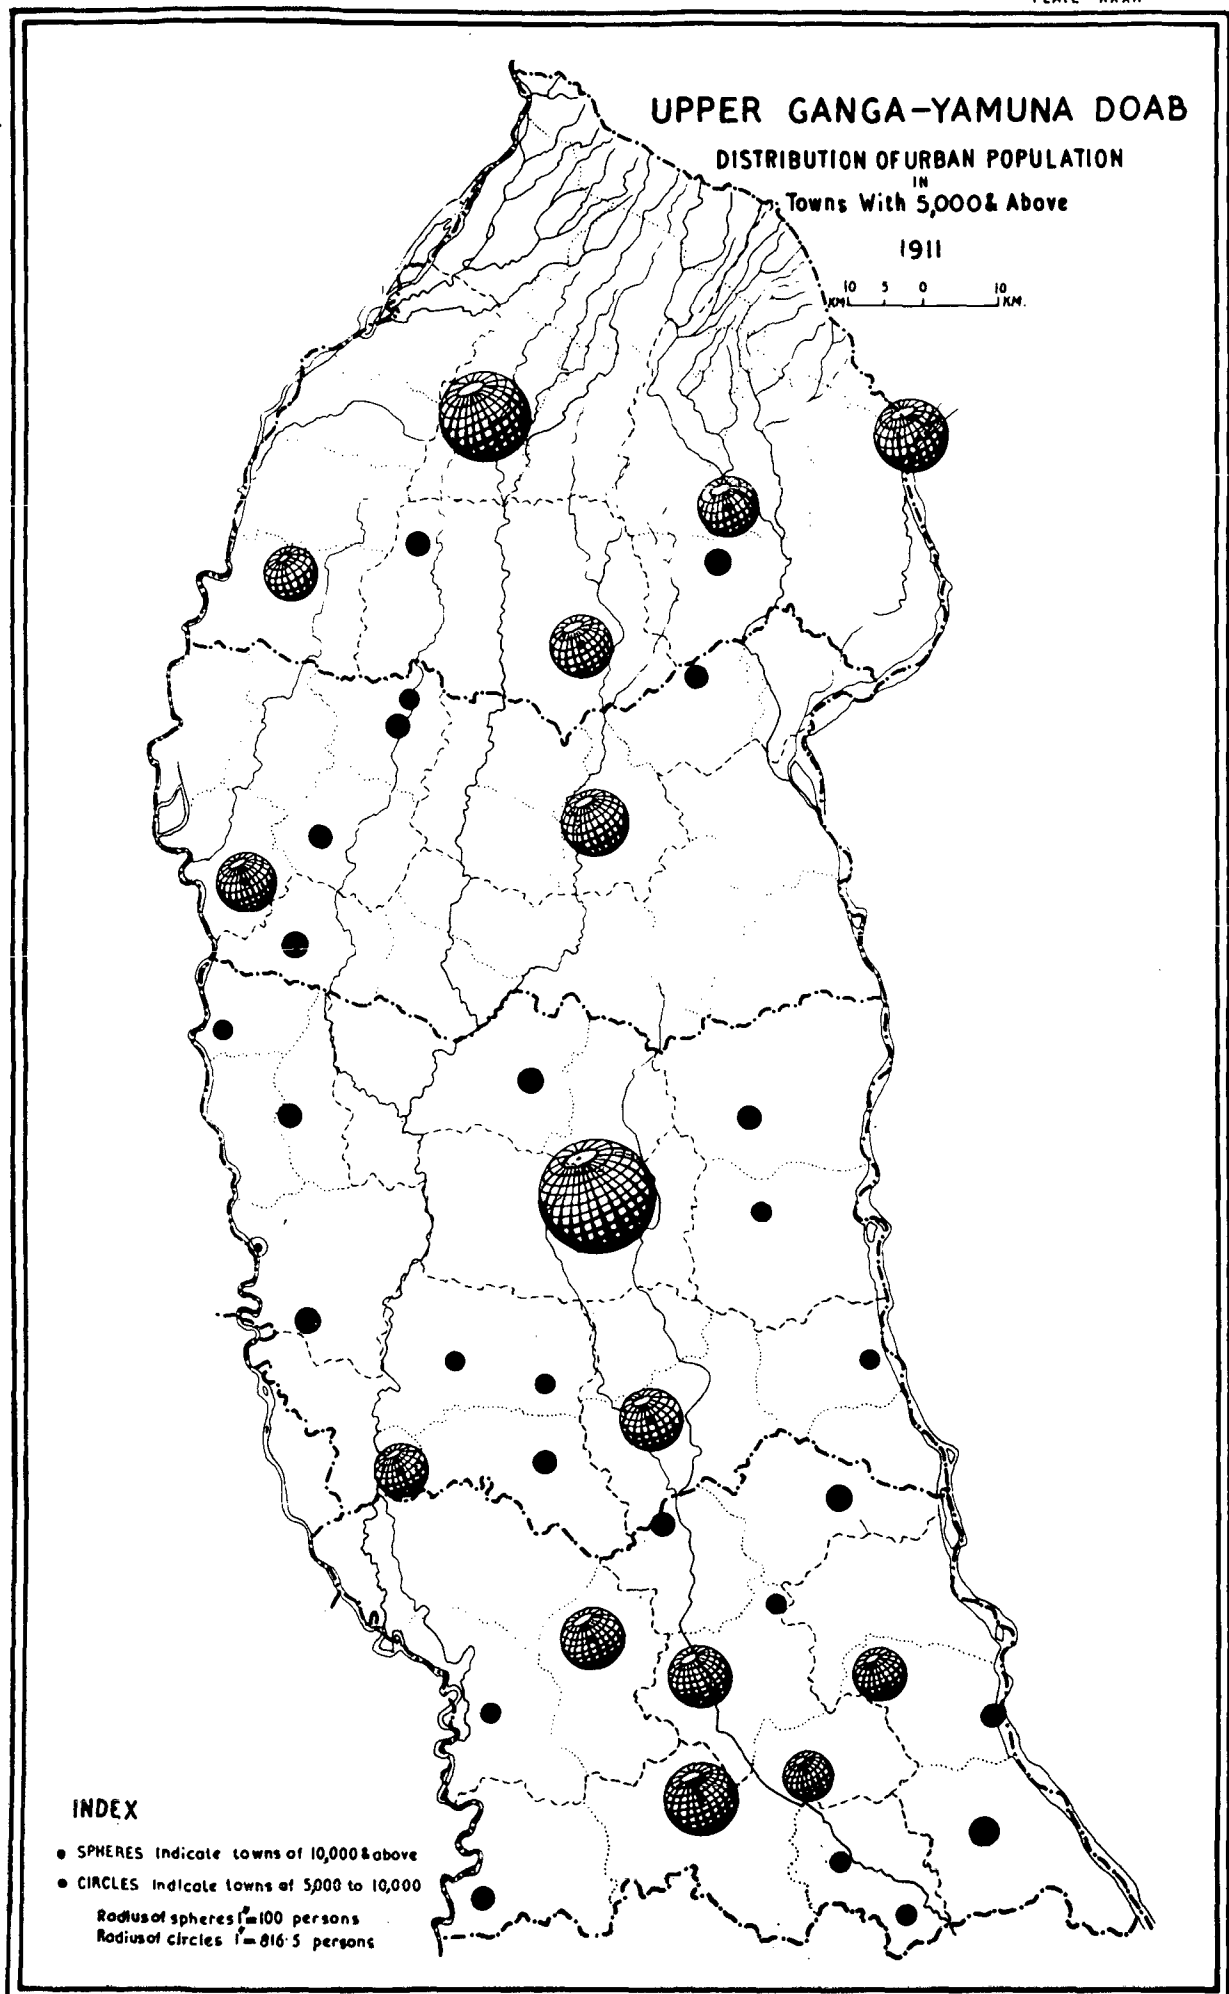 UPPER GANGA-YAMUNA DOAB
DISTRIBUTION OF URBAN POPULATION
IN
Towns With 5,000 & Above
1911
10 5 0 10
KM. KM.
INDEX
SPHERES Indicate towns of 10,000 & above
CIRCLES Indicate towns of 5,000 to 10,000
Radius of spheres 1"=100 persons
Radius of circles 1"=816.5 persons